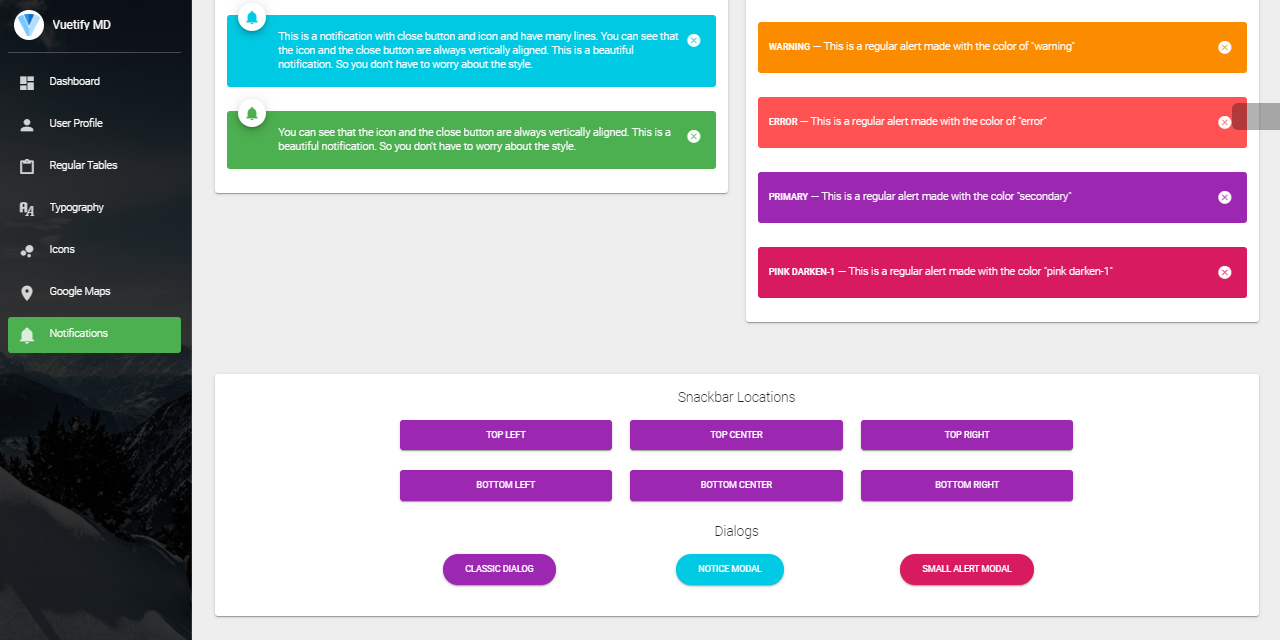 Vuetify MD
Dashboard
User Profile
Regular Tables
Typography
Icons
Google Maps
Notifications
This is a notification with close button and icon and have many lines. You can see that
the icon and the close button are always vertically aligned. This is a beautiful
notification. So you don't have to worry about the style.
You can see that the icon and the close button are always vertically aligned. This is a
beautiful notification. So you don't have to worry about the style.
WARNING — This is a regular alert made with the color of "warning"
ERROR — This is a regular alert made with the color of "error"
PRIMARY — This is a regular alert made with the color "secondary"
PINK DARKEN-1 — This is a regular alert made with the color "pink darken-1"
Snackbar Locations
TOP LEFT
TOP CENTER
TOP RIGHT
BOTTOM LEFT
BOTTOM CENTER
BOTTOM RIGHT
Dialogs
CLASSIC DIALOG
NOTICE MODAL
SMALL ALERT MODAL